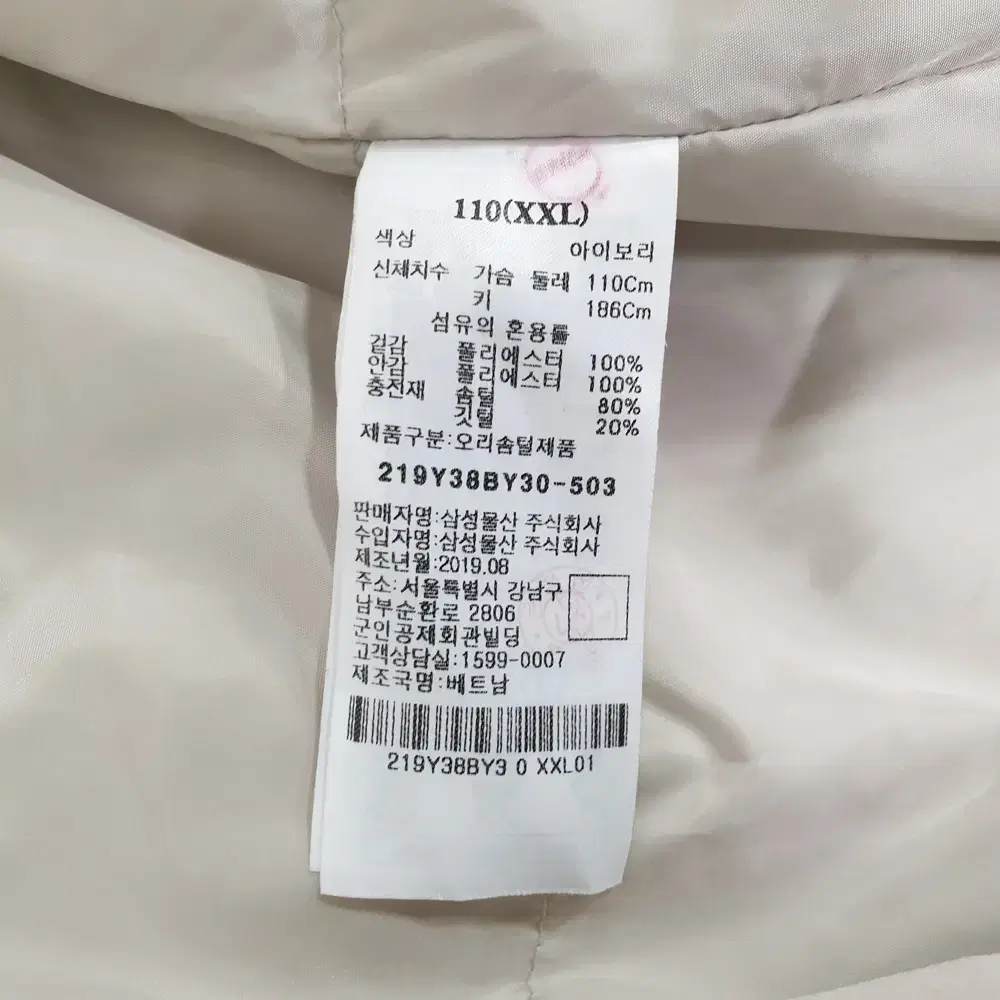 110(XXL)
색상 아이보리
신체치수 가슴 둘레 110Cm
키 186Cm
섬유의 혼용률
겉감 폴리에스터 100%
안감 폴리에스터 100%
충전재 솜털 80%
깃털 20%
제품구분:오리솜털제품
219Y38BY30-503
판매자명:삼성물산 주식회사
수입자명:삼성물산 주식회사
제조년월:2019.08
주소:서울특별시 강남구
남부순환로 2806
군인공제회관빌딩
고객상담실:1599-0007
제조국명:베트남
219Y38BY3 0 XXL01